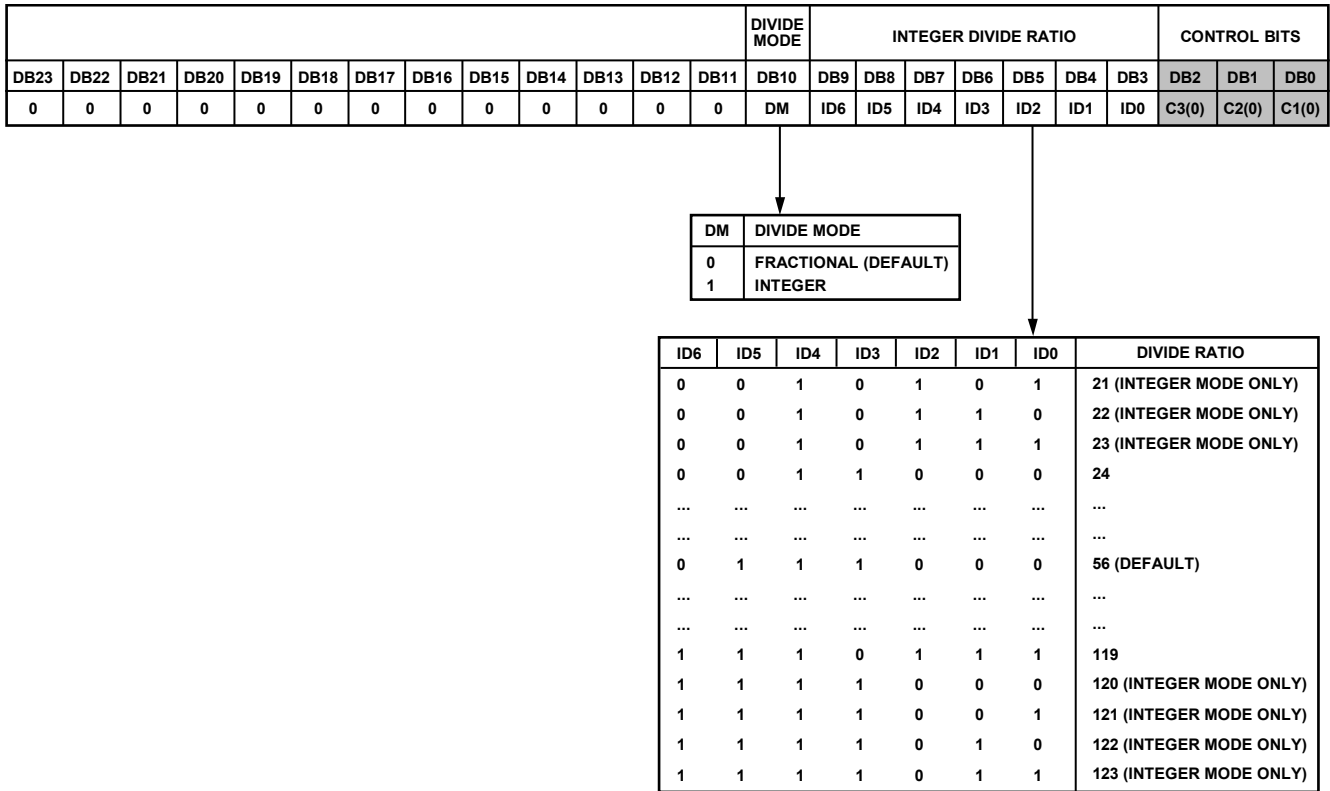 DIVIDE MODE INTEGER DIVIDE RATIO CONTROL BITS
DB23 DB22 DB21 DB20 DB19 DB18 DB17 DB16 DB15 DB14 DB13 DB12 DB11 DB10 DB9 DB8 DB7 DB6 DB5 DB4 DB3 DB2 DB1 DB0
0 0 0 0 0 0 0 0 0 0 0 0 0 DM ID6 ID5 ID4 ID3 ID2 ID1 ID0 C3(0) C2(0) C1(0)
DM DIVIDE MODE
0 FRACTIONAL (DEFAULT)
1 INTEGER
ID6 ID5 ID4 ID3 ID2 ID1 ID0 DIVIDE RATIO
0 0 1 0 1 0 1 21 (INTEGER MODE ONLY)
0 0 1 0 1 1 0 22 (INTEGER MODE ONLY)
0 0 1 0 1 1 1 23 (INTEGER MODE ONLY)
0 0 1 1 0 0 0 24
... ... ... ... ... ... ... ...
... ... ... ... ... ... ... ...
0 1 1 1 0 0 0 56 (DEFAULT)
... ... ... ... ... ... ... ...
... ... ... ... ... ... ... ...
1 1 1 0 1 1 1 119
1 1 1 1 0 0 0 120 (INTEGER MODE ONLY)
1 1 1 1 0 0 1 121 (INTEGER MODE ONLY)
1 1 1 1 0 1 0 122 (INTEGER MODE ONLY)
1 1 1 1 0 1 1 123 (INTEGER MODE ONLY)